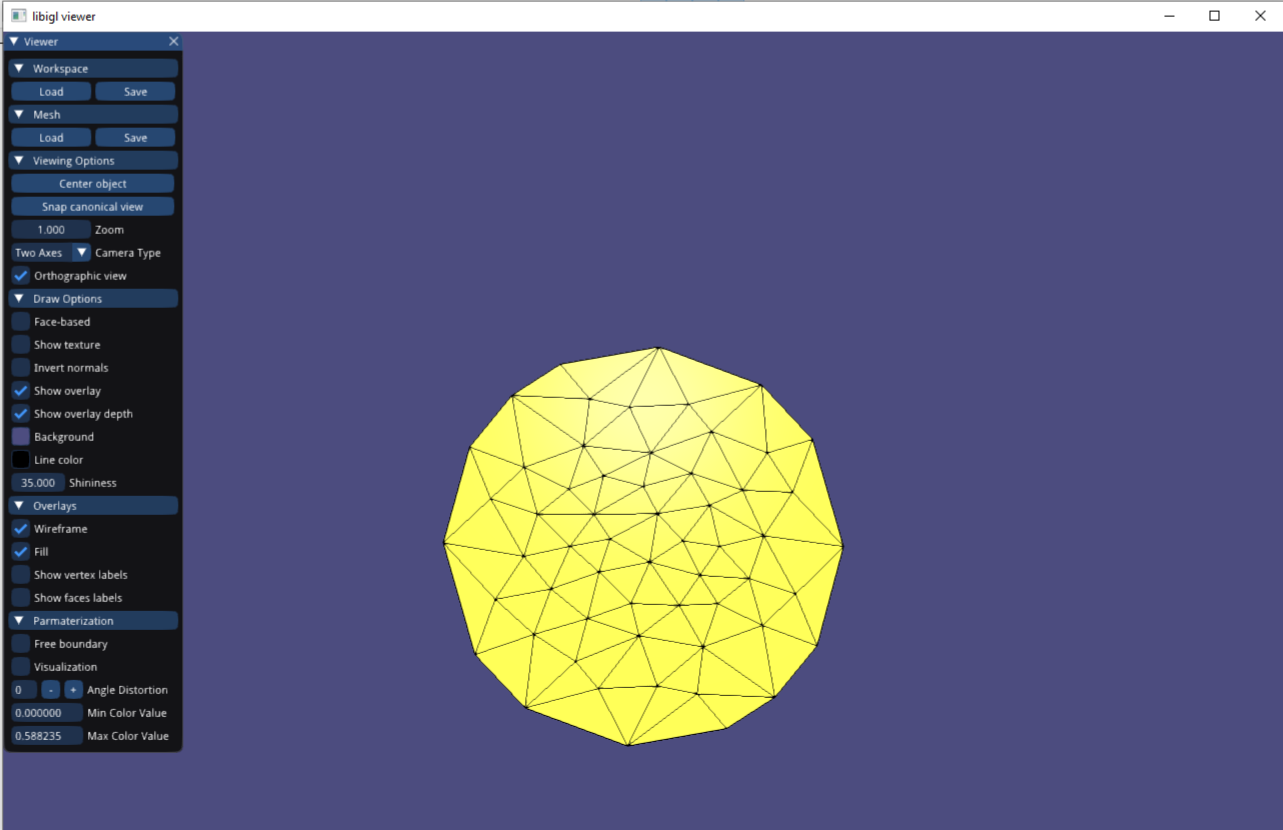 libigl viewer
Viewer
Workspace
Load Save
Mesh
Load Save
Viewing Options
Center object
Snap canonical view
1.000 Zoom
Two Axes Camera Type
Orthographic view
Draw Options
Face-based
Show texture
Invert normals
Show overlay
Show overlay depth
Background
Line color
35.000 Shininess
Overlays
Wireframe
Fill
Show vertex labels
Show faces labels
Parmaterization
Free boundary
Visualization
0 - + Angle Distortion
0.000000 Min Color Value
0.588235 Max Color Value